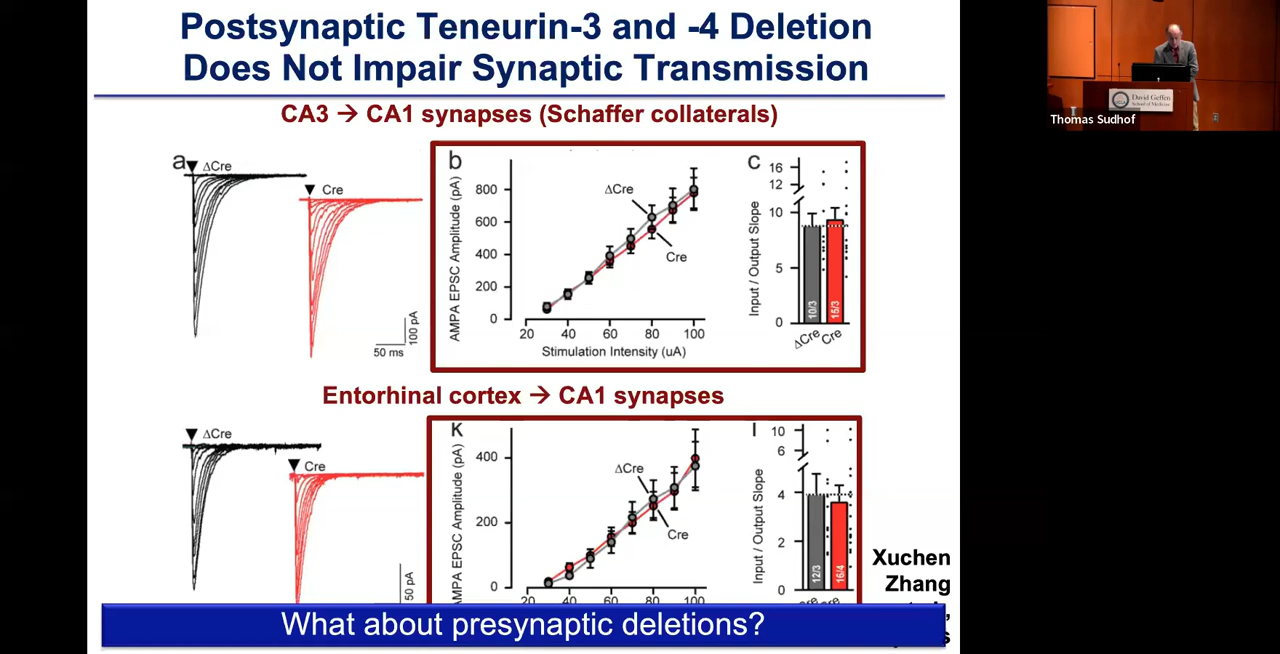 Postsynaptic Teneurin-3 and -4 Deletion
Does Not Impair Synaptic Transmission
CA3 → CA1 synapses (Schaffer collaterals)
a
ΔCre
Cre
100 pA
50 ms
b
AMPA EPSC Amplitude (pA)
800
600
400
200
0
ΔCre
Cre
20 40 60 80 100
Stimulation Intensity (uA)
c
Input / Output Slope
16
12
10
5
0
10/3
15/3
ΔCre Cre
Entorhinal cortex → CA1 synapses
ΔCre
Cre
50 pA
K
AMPA EPSC Amplitude (pA)
400
200
0
ΔCre
Cre
20 40 60 80 100
l
Input / Output Slope
10
6
4
2
0
12/3
16/4
Xuchen
Zhang
What about presynaptic deletions?
David Geffen
School of Medicine
Thomas Sudhof